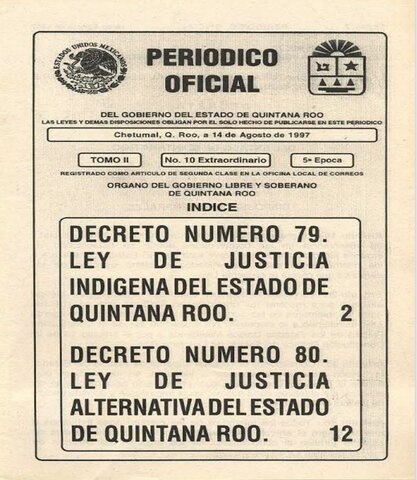 ESTADOS UNIDOS MEXICANOS
PERIODICO
OFICIAL
DEL GOBIERNO DEL ESTADO DE QUINTANA ROO
LAS LEYES Y DEMAS DISPOSICIONES OBLIGAN POR EL SOLO HECHO DE PUBLICARSE EN ESTE PERIODICO
Chetumal, Q. Roo, a 14 de Agosto de 1997
TOMO II No. 10 Extraordinario 5ª Epoca
REGISTRADO COMO ARTICULO DE SEGUNDA CLASE EN LA OFICINA LOCAL DE CORREOS
ORGANO DEL GOBIERNO LIBRE Y SOBERANO
DE QUINTANA ROO
INDICE
DECRETO NUMERO 79.
LEY DE JUSTICIA
INDIGENA DEL ESTADO DE
QUINTANA ROO. 2
DECRETO NUMERO 80.
LEY DE JUSTICIA
ALTERNATIVA DEL ESTADO
DE QUINTANA ROO. 12